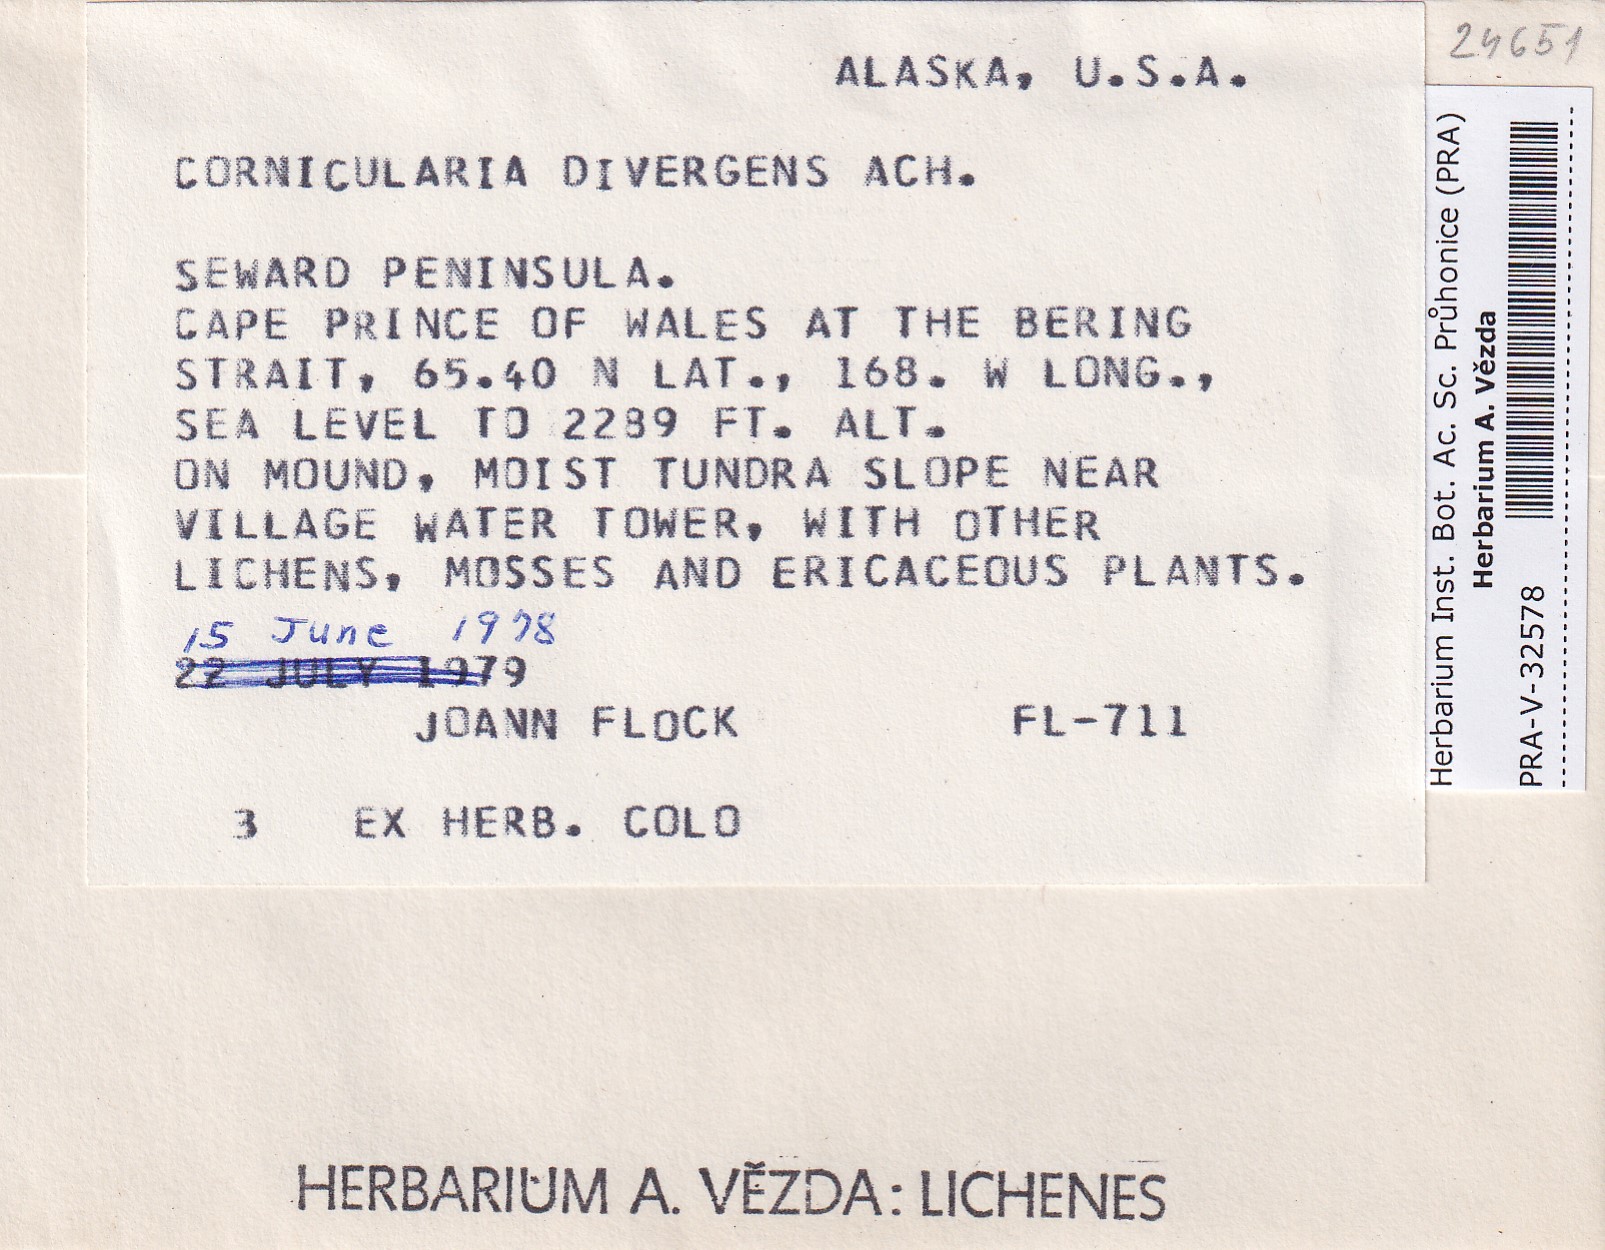 24651
ALASKA, U.S.A.
CORNICULARIA DIVERGENS ACH.
SEWARD PENINSULA.
CAPE PRINCE OF WALES AT THE BERING
STRAIT, 65.40 N LAT., 168. W LONG.,
SEA LEVEL TO 2289 FT. ALT.
ON MOUND, MOIST TUNDRA SLOPE NEAR
VILLAGE WATER TOWER, WITH OTHER
LICHENS, MOSSES AND ERICACEOUS PLANTS.
15 June 1978
22 JULY 1979
JOANN FLOCK FL-711
3 EX HERB. COLO
Herbarium Inst. Bot. Ac. Sc. Průhonice (PRA)
Herbarium A. Vězda
PRA-V-32578
HERBARIUM A. VĚZDA: LICHENES